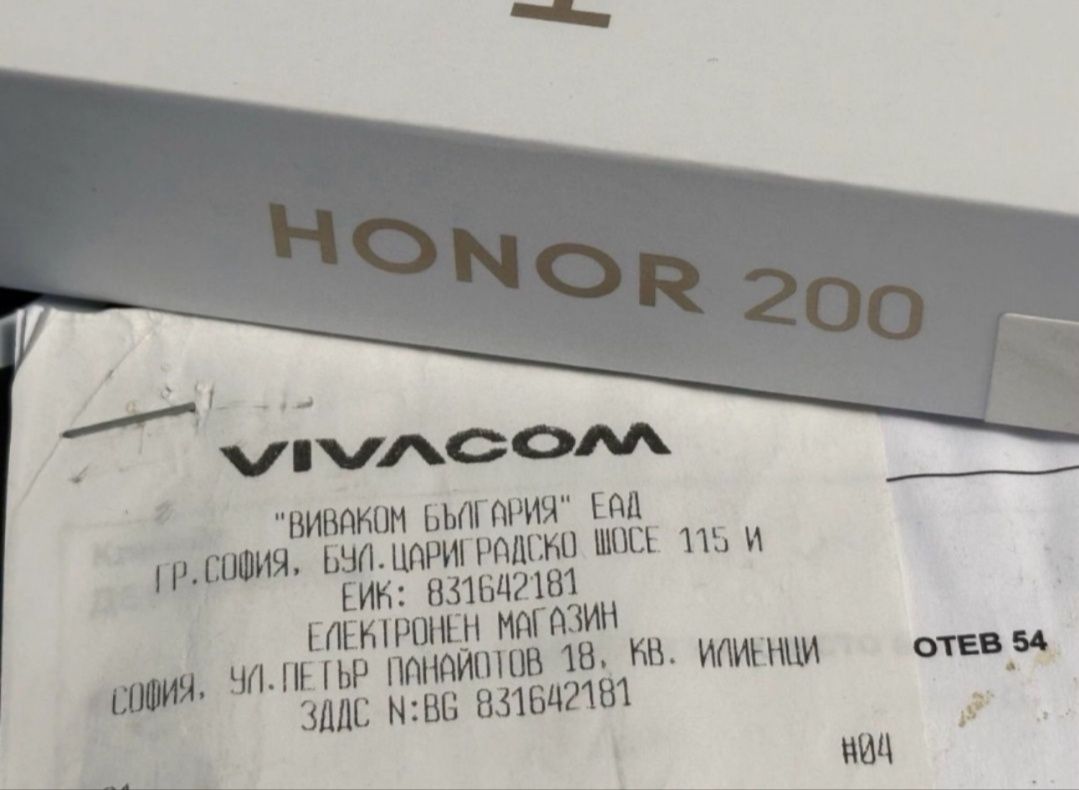 HONOR 200
VIVACOM
"ВИВАКОМ БЪЛГАРИЯ" ЕАД
ГР.СОФИЯ, БУЛ.ЦАРИГРАДСКО ШОСЕ 115 И
ЕИК: 831642181
ЕЛЕКТРОНЕН МАГАЗИН
СОФИЯ, УЛ.ПЕТЪР ПАНАЙОТОВ 18, КВ. ИЛИЕНЦИ
ОТЕВ 54
ЗДДС N:BG 831642181
#04